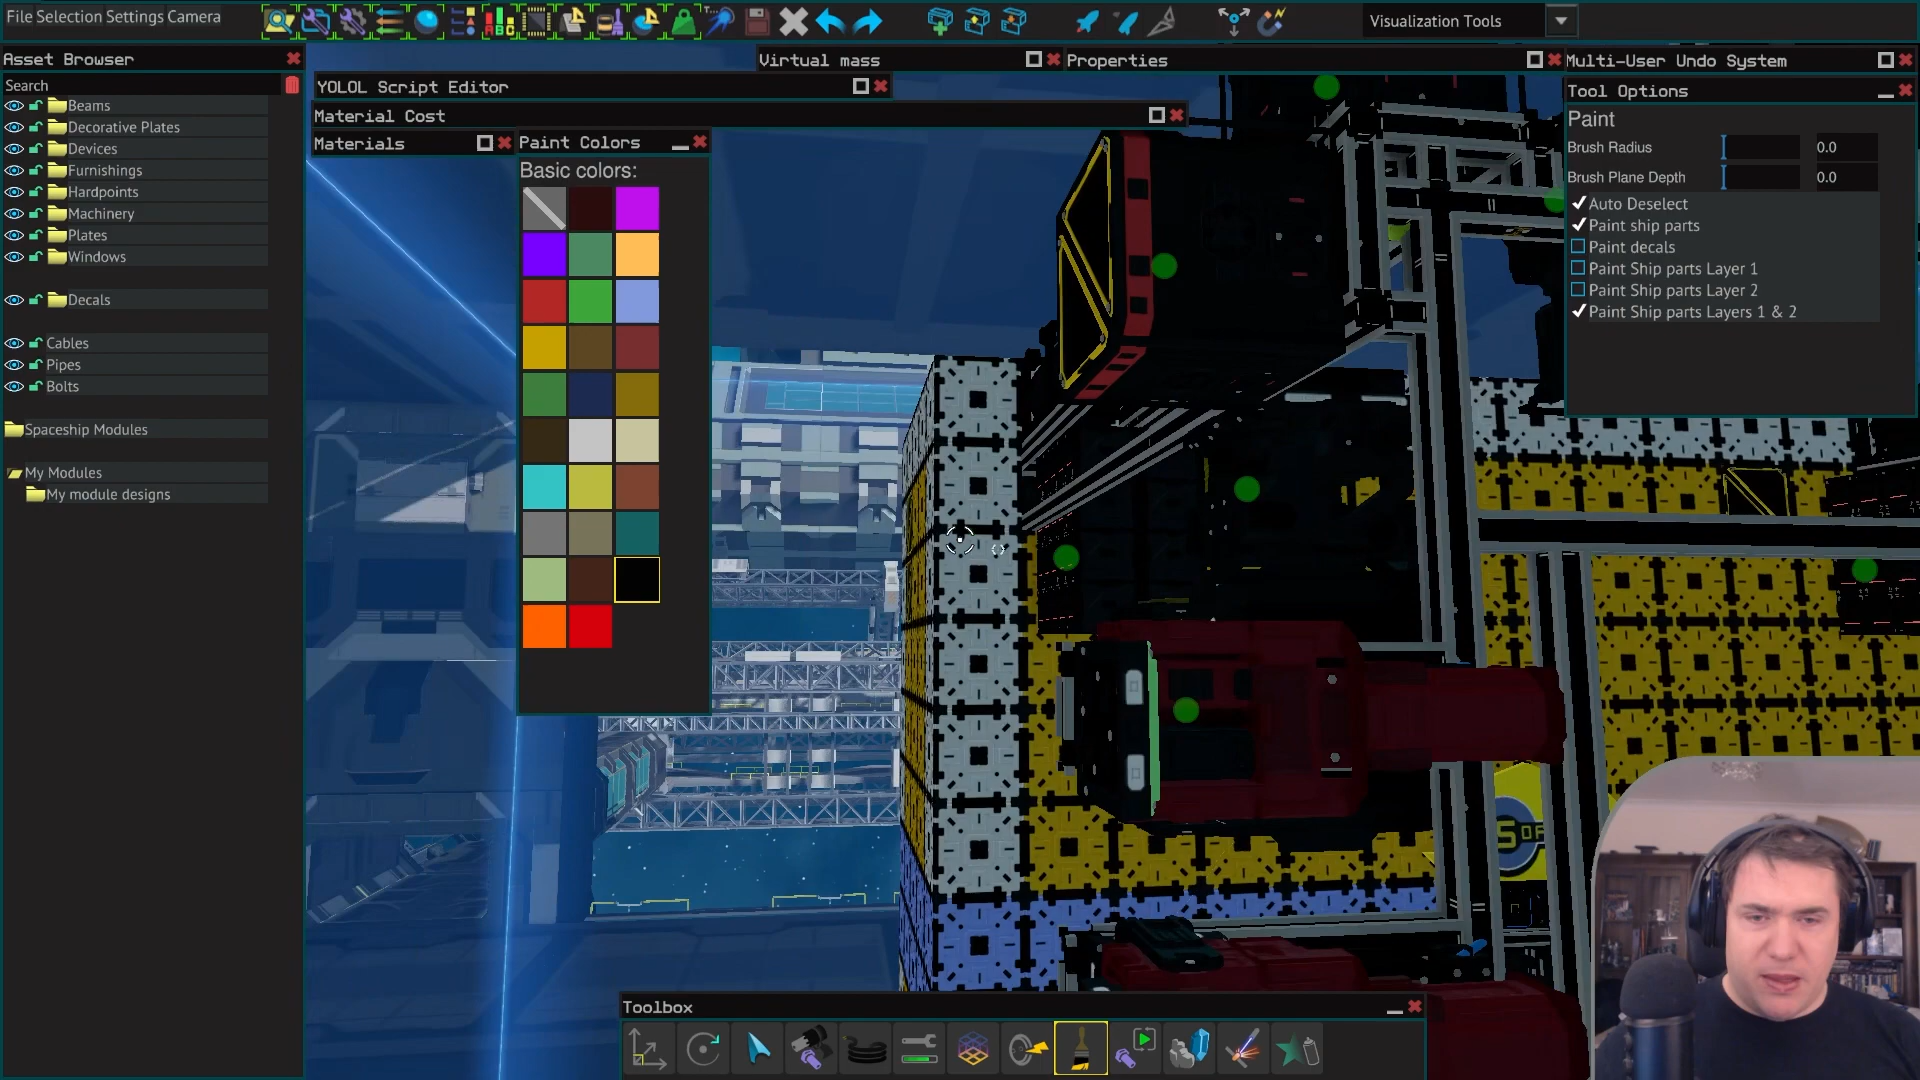 File Selection Settings Camera
ABC
Visualization Tools
Asset Browser
Search
Beams
Decorative Plates
Devices
Furnishings
Hardpoints
Machinery
Plates
Windows
Decals
Cables
Pipes
Bolts
Spaceship Modules
My Modules
My module designs
Virtual mass
Properties
Multi-User Undo System
YOLOL Script Editor
Material Cost
Materials
Paint Colors
Basic colors:
Tool Options
Paint
Brush Radius 0.0
Brush Plane Depth 0.0
Auto Deselect
Paint ship parts
Paint decals
Paint Ship parts Layer 1
Paint Ship parts Layer 2
Paint Ship parts Layers 1 & 2
Toolbox